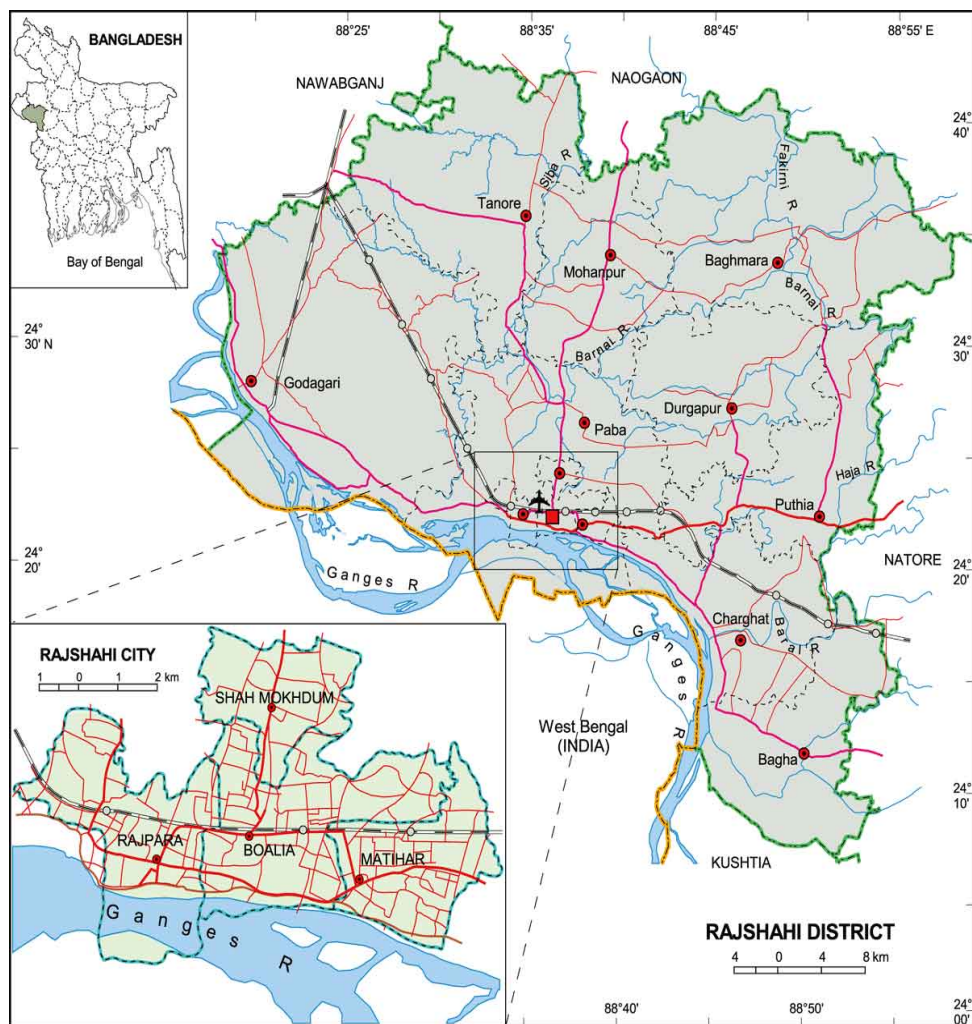 88°25'
88°35'
88°45'
88°55' E
BANGLADESH
Bay of Bengal
NAWABGANJ
NAOGAON
24°
40'
Siba R
Fakirni R
Tanore
Mohanpur
Baghmara
Barnai R
24°
30' N
Barnai R
24°
30'
Godagari
Durgapur
Paba
Haja R
Puthia
24°
20'
NATORE
24°
20'
Ganges R
Charghat
Baral R
Ganges R
West Bengal
(INDIA)
Bagha
24°
10'
KUSHTIA
RAJSHAHI CITY
1 0 1 2 km
SHAH MOKHDUM
RAJPARA
BOALIA
MATIHAR
Ganges R
RAJSHAHI DISTRICT
4 0 4 8 km
88°40'
88°50'
24°
00'